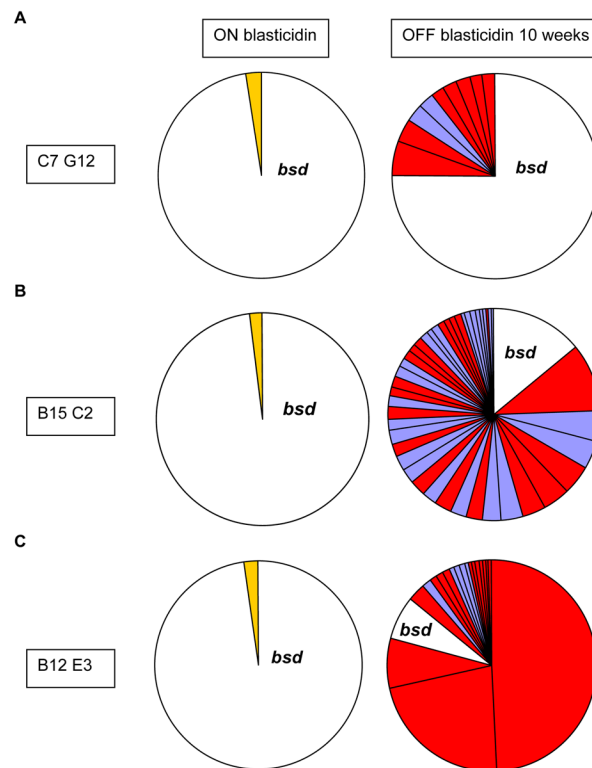 A
ON blasticidin
OFF blasticidin 10 weeks
C7 G12
bsd
bsd
B
B15 C2
bsd
bsd
C
B12 E3
bsd
bsd